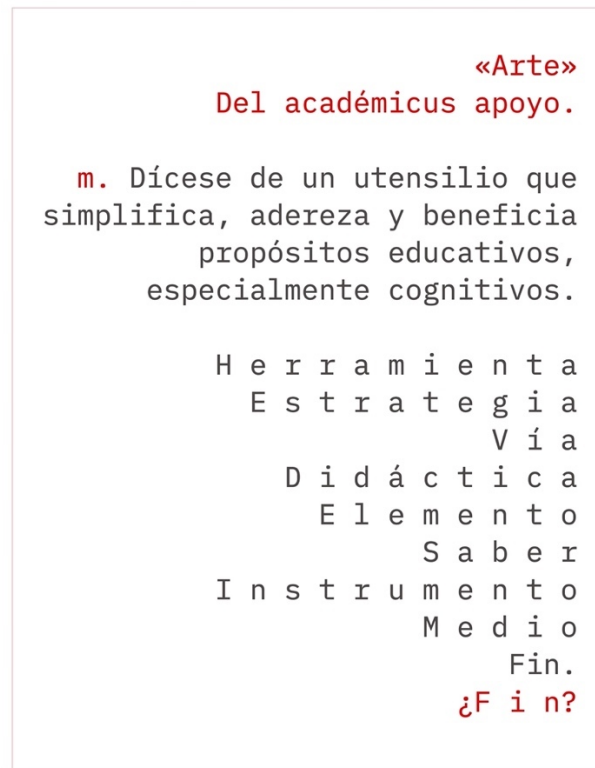 «Arte»
Del académicus apoyo.
m. Dícese de un utensilio que
simplifica, adereza y beneficia
propósitos educativos,
especialmente cognitivos.
H e r r a m i e n t a
E s t r a t e g i a
V í a
D i d á c t i c a
E l e m e n t o
S a b e r
I n s t r u m e n t o
M e d i o
Fin.
¿F i n?